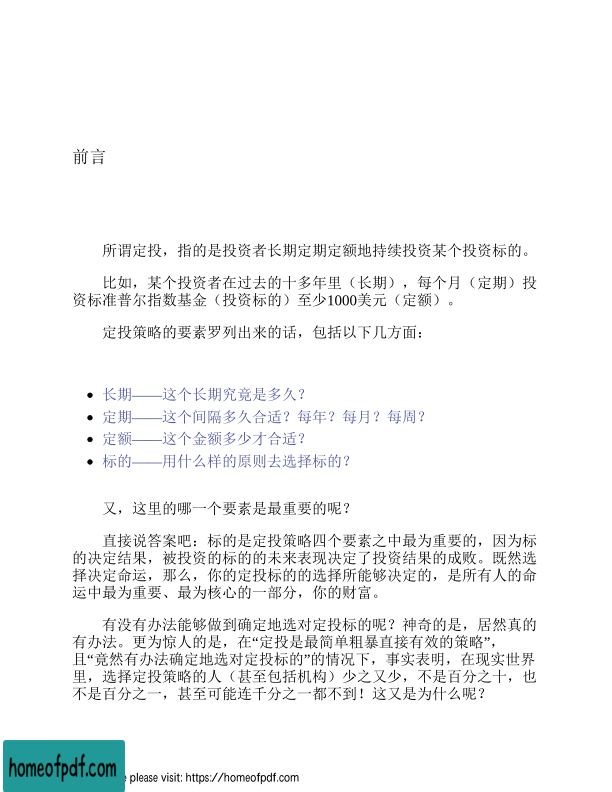 前言
所谓定投，指的是投资者长期定期定额地持续投资某个投资标的。
比如，某个投资者在过去的十多年里（长期），每个月（定期）投
资标准普尔指数基金（投资标的）至少1000美元（定额）。
定投策略的要素罗列出来的话，包括以下几方面：
• 长期——这个长期究竟是多久？
• 定期——这个间隔多久合适？每年？每月？每周？
• 定额——这个金额多少才合适？
• 标的——用什么样的原则去选择标的？
又，这里的哪一个要素是最重要的呢？
直接说答案吧：标的是定投策略四个要素之中最为重要的，因为标
的决定结果，被投资的标的的未来表现决定了投资结果的成败。既然选
择决定命运，那么，你的定投标的的选择所能够决定的，是所有人的命
运中最为重要、最为核心的一部分，你的财富。
有没有办法能够做到确定地选对定投标的呢？神奇的是，居然真的
有办法。更为惊人的是，在“定投是最简单粗暴直接有效的策略”，
且“竟然有办法确定地选对定投标的”的情况下，事实表明，在现实世界
里，选择定投策略的人（甚至包括机构）少之又少，不是百分之十，也
不是百分之一，甚至可能连千分之一都不到！这又是为什么呢？
homeofpdf.com
e please visit: https://homeofpdf.com